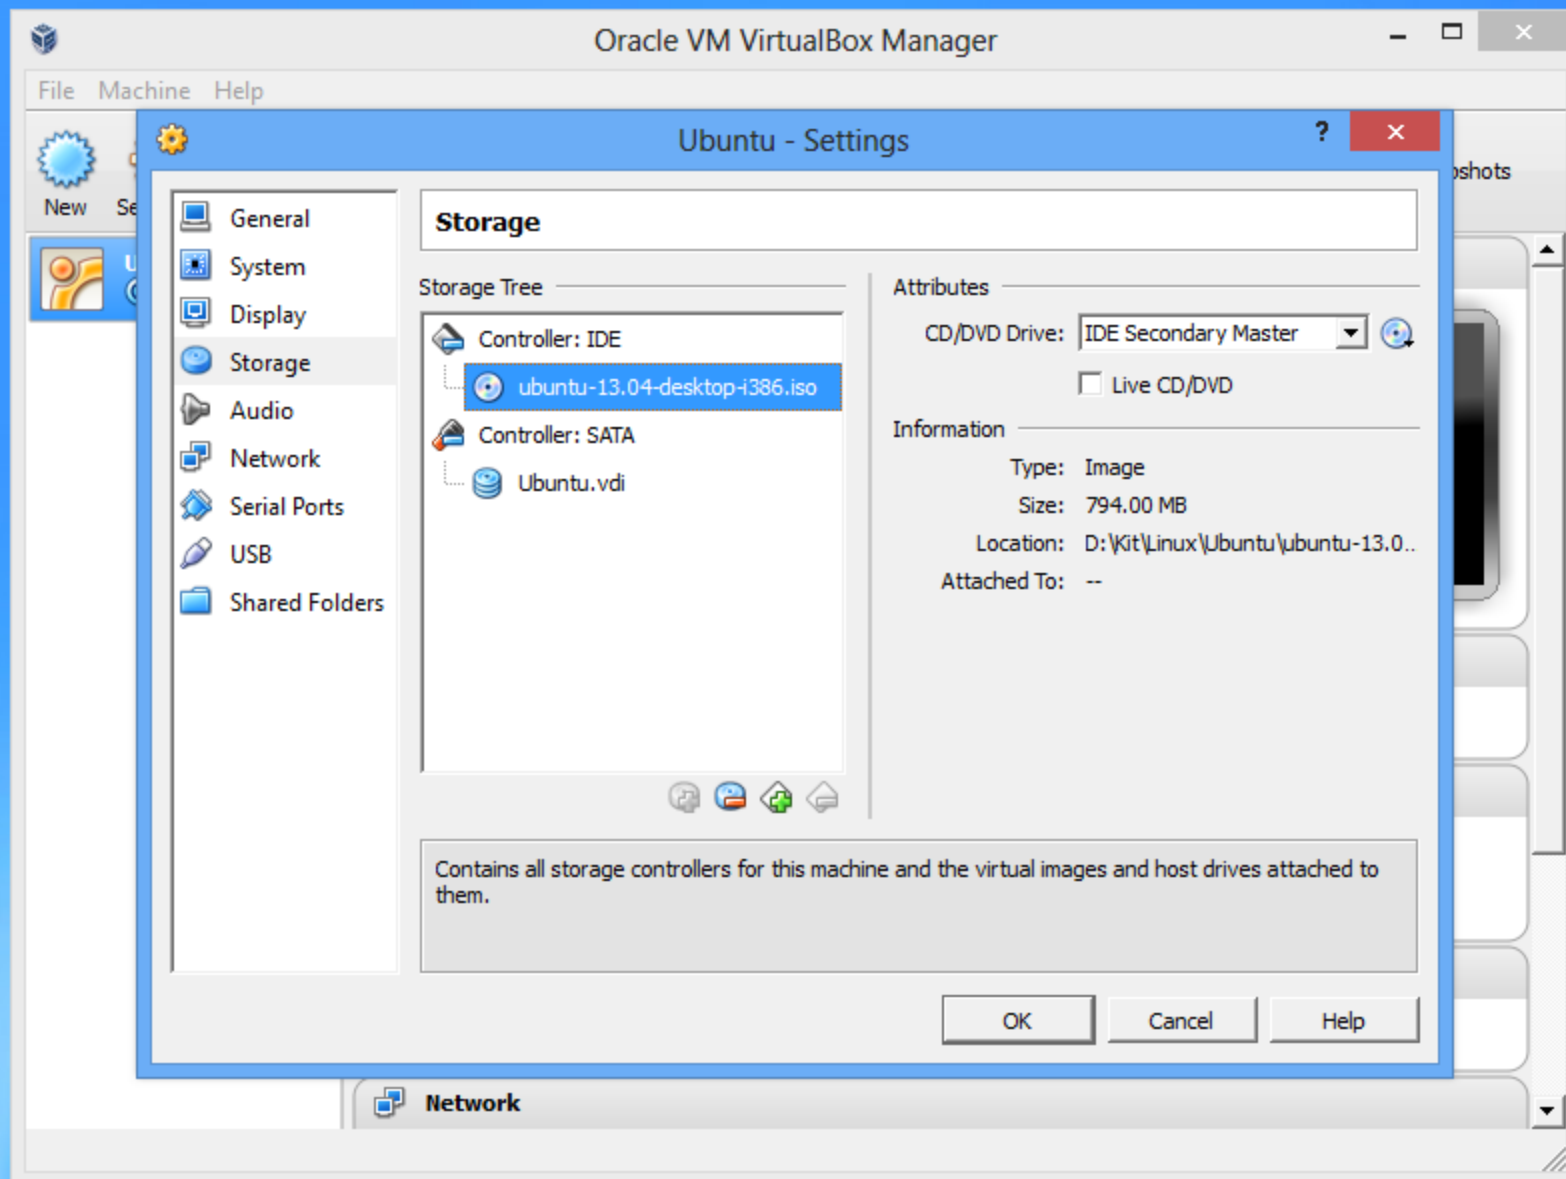 Oracle VM VirtualBox Manager
File Machine Help
Ubuntu - Settings
?
New
General
System
Display
Storage
Audio
Network
Serial Ports
USB
Shared Folders
Storage
Storage Tree
Controller: IDE
ubuntu-13.04-desktop-i386.iso
Controller: SATA
Ubuntu.vdi
Attributes
CD/DVD Drive: IDE Secondary Master
Live CD/DVD
Information
Type: Image
Size: 794.00 MB
Location: D:\Kit\Linux\Ubuntu\ubuntu-13.0..
Attached To: --
Contains all storage controllers for this machine and the virtual images and host drives attached to
them.
OK Cancel Help
Network